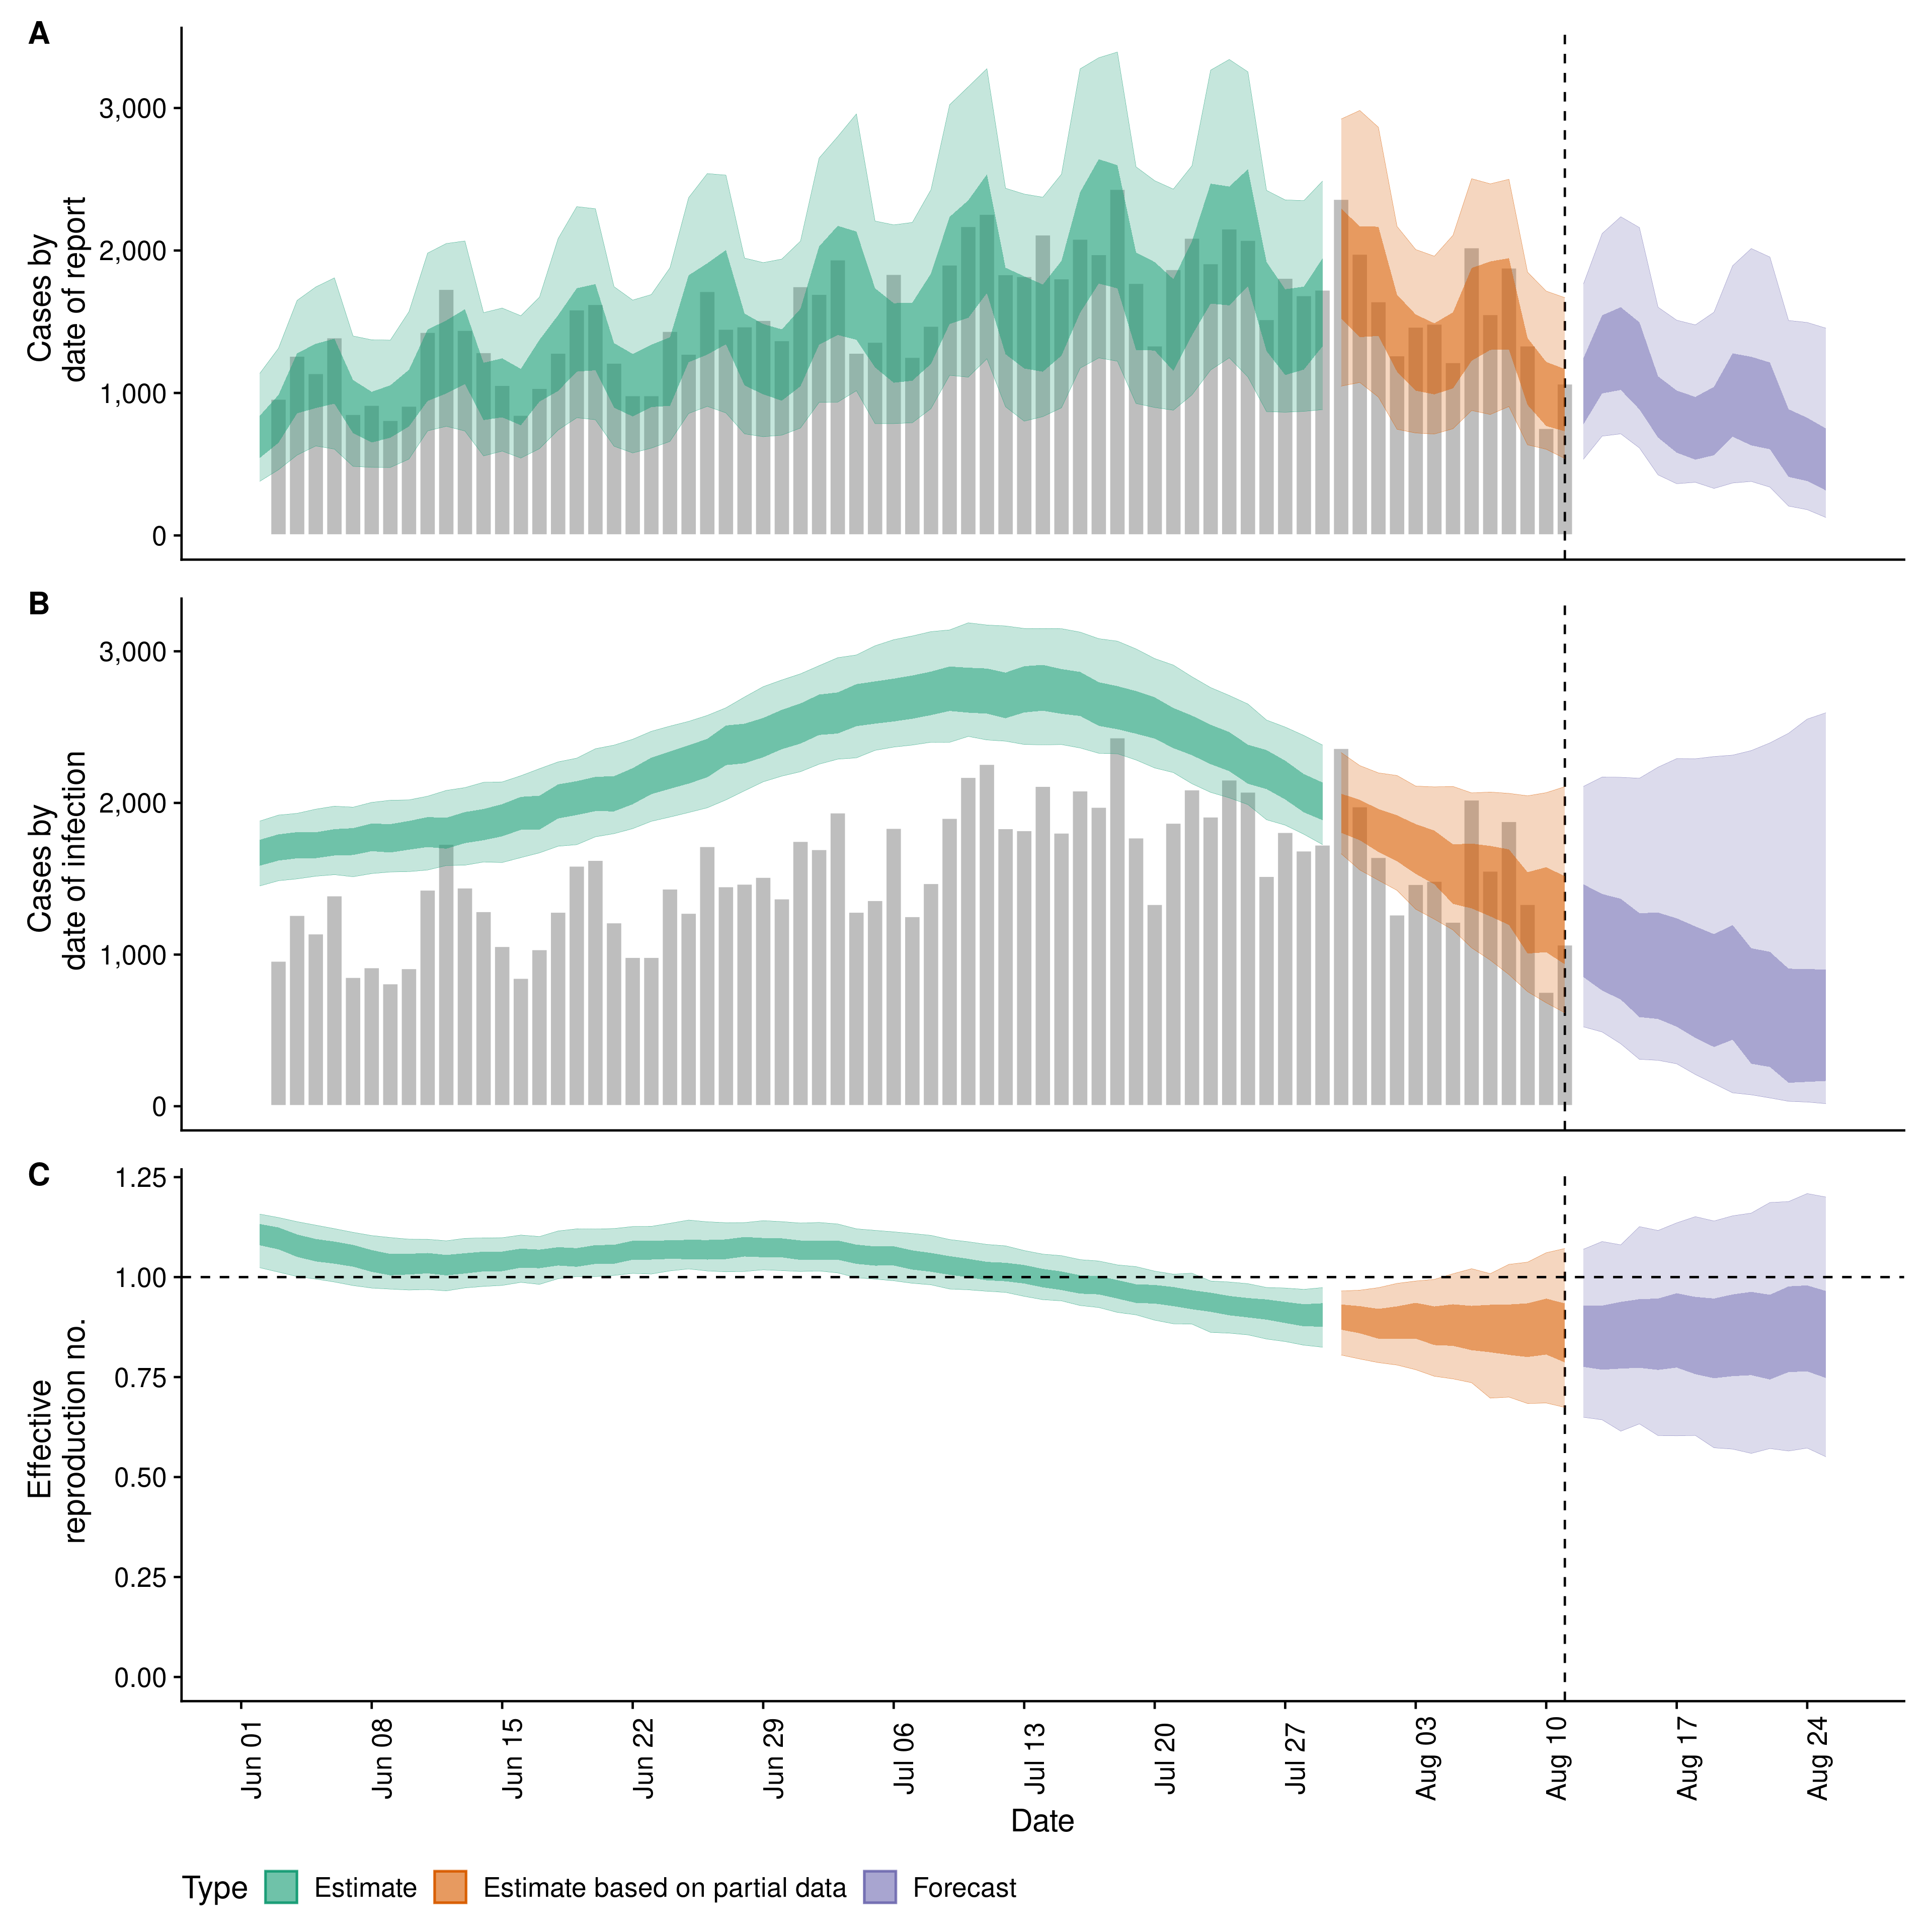 A
Cases by
date of report
3,000
2,000
1,000
0
B
Cases by
date of infection
3,000
2,000
1,000
0
C
Effective
reproduction no.
1.25
1.00
0.75
0.50
0.25
0.00
Jun 01
Jun 08
Jun 15
Jun 22
Jun 29
Jul 06
Jul 13
Jul 20
Jul 27
Aug 03
Aug 10
Aug 17
Aug 24
Date
Type Estimate Estimate based on partial data Forecast